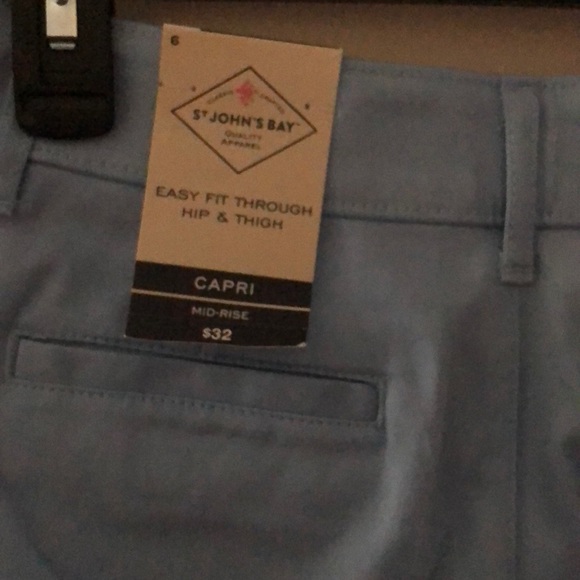 6
ST JOHN'S BAY
QUALITY
APPAREL
EASY FIT THROUGH
HIP & THIGH
CAPRI
MID-RISE
$32